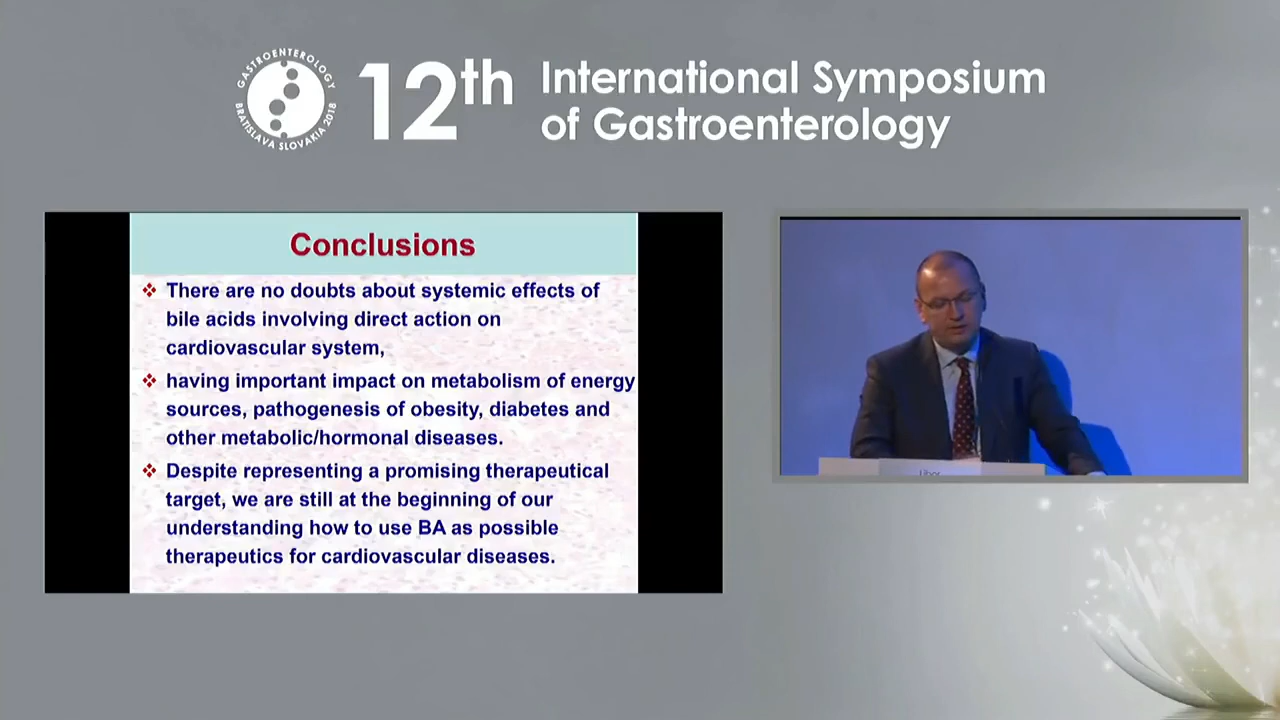 GASTROENTEROLOGY
BRATISLAVA SLOVAKIA 2018
12th
International Symposium
of Gastroenterology
Conclusions
There are no doubts about systemic effects of
bile acids involving direct action on
cardiovascular system,
having important impact on metabolism of energy
sources, pathogenesis of obesity, diabetes and
other metabolic/hormonal diseases.
Despite representing a promising therapeutical
target, we are still at the beginning of our
understanding how to use BA as possible
therapeutics for cardiovascular diseases.